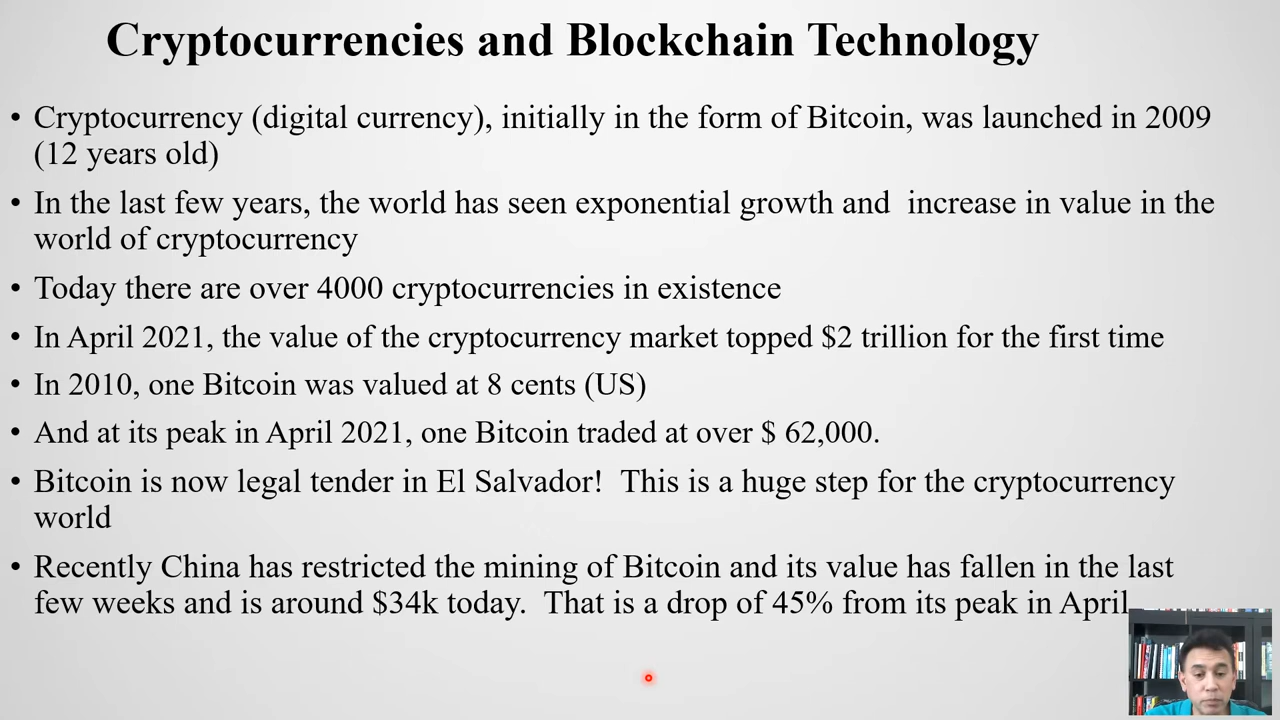 Cryptocurrencies and Blockchain Technology
• Cryptocurrency (digital currency), initially in the form of Bitcoin, was launched in 2009
(12 years old)
• In the last few years, the world has seen exponential growth and  increase in value in the
world of cryptocurrency
• Today there are over 4000 cryptocurrencies in existence
• In April 2021, the value of the cryptocurrency market topped $2 trillion for the first time
• In 2010, one Bitcoin was valued at 8 cents (US)
• And at its peak in April 2021, one Bitcoin traded at over $ 62,000.
• Bitcoin is now legal tender in El Salvador!  This is a huge step for the cryptocurrency
world
• Recently China has restricted the mining of Bitcoin and its value has fallen in the last
few weeks and is around $34k today.  That is a drop of 45% from its peak in April